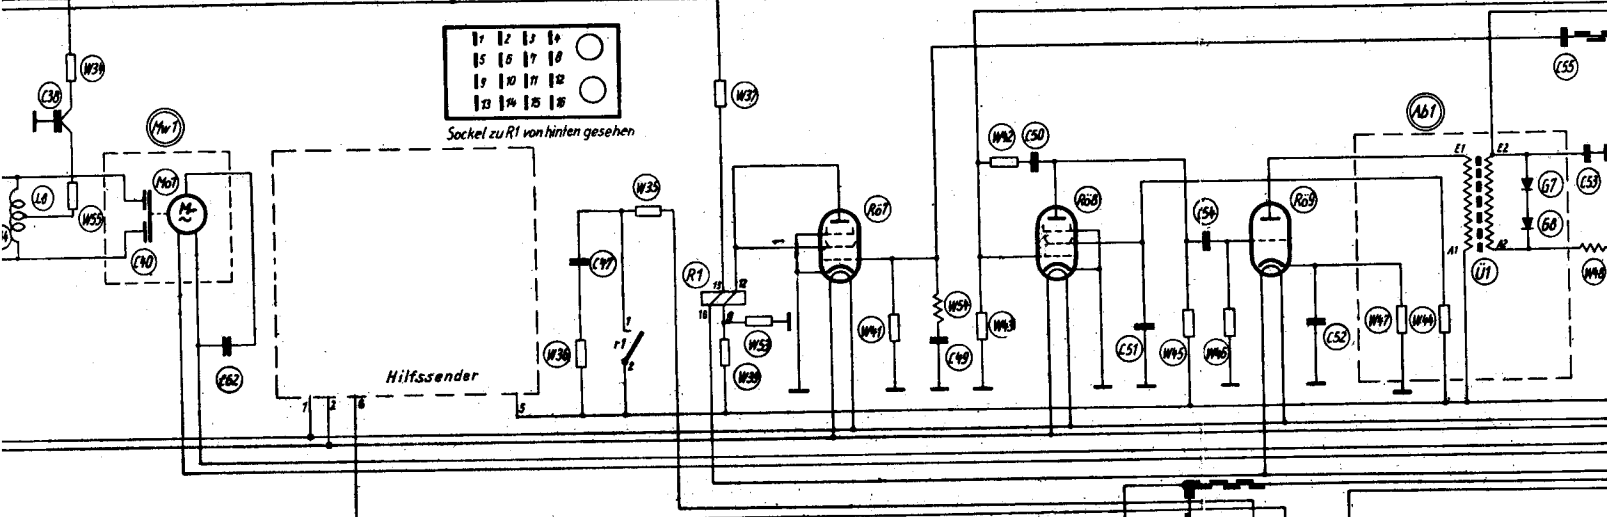 1 2 3 4
5 6 7 8
9 10 11 12
13 14 15 16
Sockel zu R1 von hinten gesehen
W34
C38
Mw1
Mo1
M
L6
W55
C40
C62
Hilfssender
1 2 6 5
W35
C47
W36
r1
1
2
W37
R1
15 12
16 8
W53
W39
Rö7
W41
W54
C49
W42 C50
W43
Rö8
C51
W45
C54
W46
Rö9
C52
W47
W44
Ab1
E1 E2
A1 A2
Ü1
G7
G8
C53
C55
W48